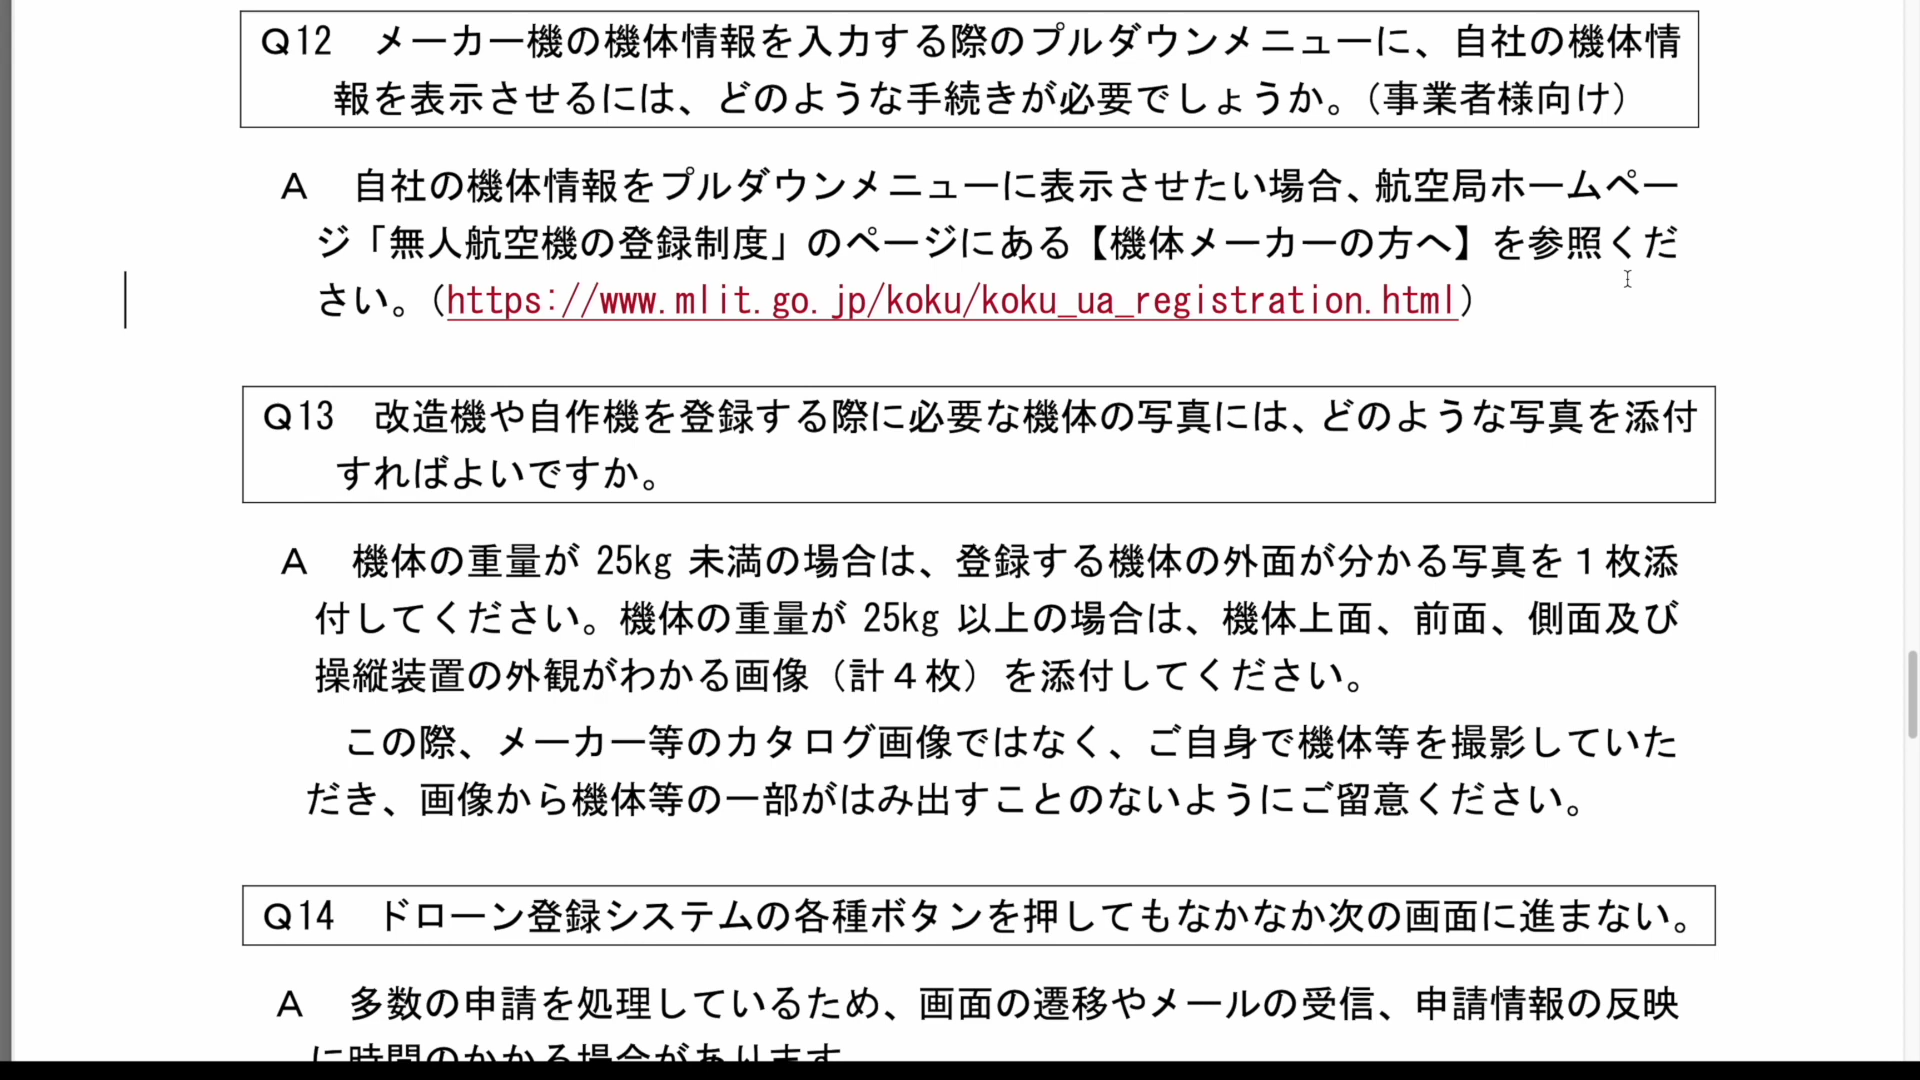 Ｑ12　メーカー機の機体情報を入力する際のプルダウンメニューに、自社の機体情
報を表示させるには、どのような手続きが必要でしょうか。（事業者様向け）
Ａ　自社の機体情報をプルダウンメニューに表示させたい場合、航空局ホームペー
ジ「無人航空機の登録制度」のページにある【機体メーカーの方へ】を参照くだ
さい。（https://www.mlit.go.jp/koku/koku_ua_registration.html）
Ｑ13　改造機や自作機を登録する際に必要な機体の写真には、どのような写真を添付
すればよいですか。
Ａ　機体の重量が 25kg 未満の場合は、登録する機体の外面が分かる写真を１枚添
付してください。機体の重量が 25kg 以上の場合は、機体上面、前面、側面及び
操縦装置の外観がわかる画像（計４枚）を添付してください。
この際、メーカー等のカタログ画像ではなく、ご自身で機体等を撮影していた
だき、画像から機体等の一部がはみ出すことのないようにご留意ください。
Ｑ14　ドローン登録システムの各種ボタンを押してもなかなか次の画面に進まない。
Ａ　多数の申請を処理しているため、画面の遷移やメールの受信、申請情報の反映
に時間のかかる場合があります